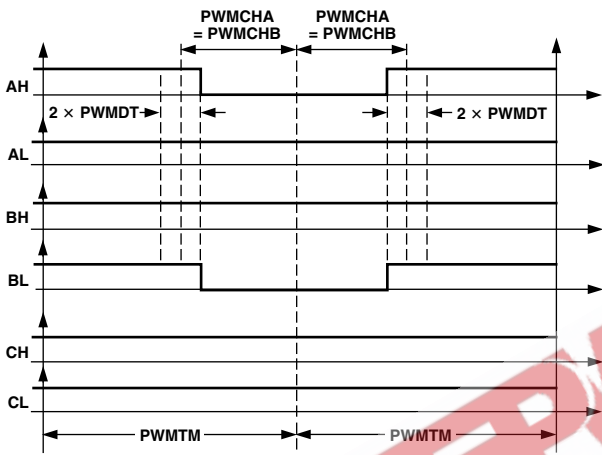 PWMCHA PWMCHA
= PWMCHB = PWMCHB
AH
2 × PWMDT 2 × PWMDT
AL
BH
BL
CH
CL
PWMTM PWMTM